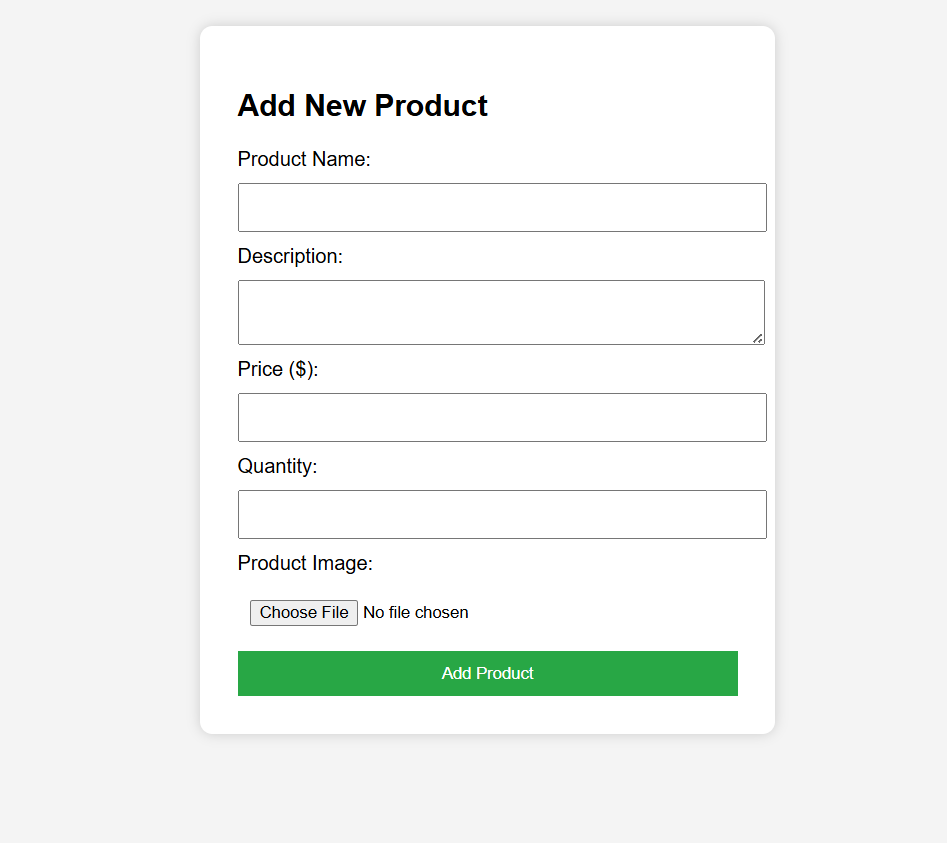 Add New Product
Product Name:
Description:
Price ($):
Quantity:
Product Image:
Choose File No file chosen
Add Product